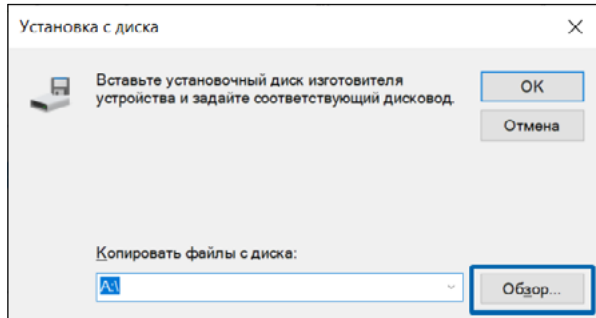 Установка с диска
Вставьте установочный диск изготовителя
устройства и задайте соответствующий дисковод.
OK
Отмена
Копировать файлы с диска:
A:\
Обзор...